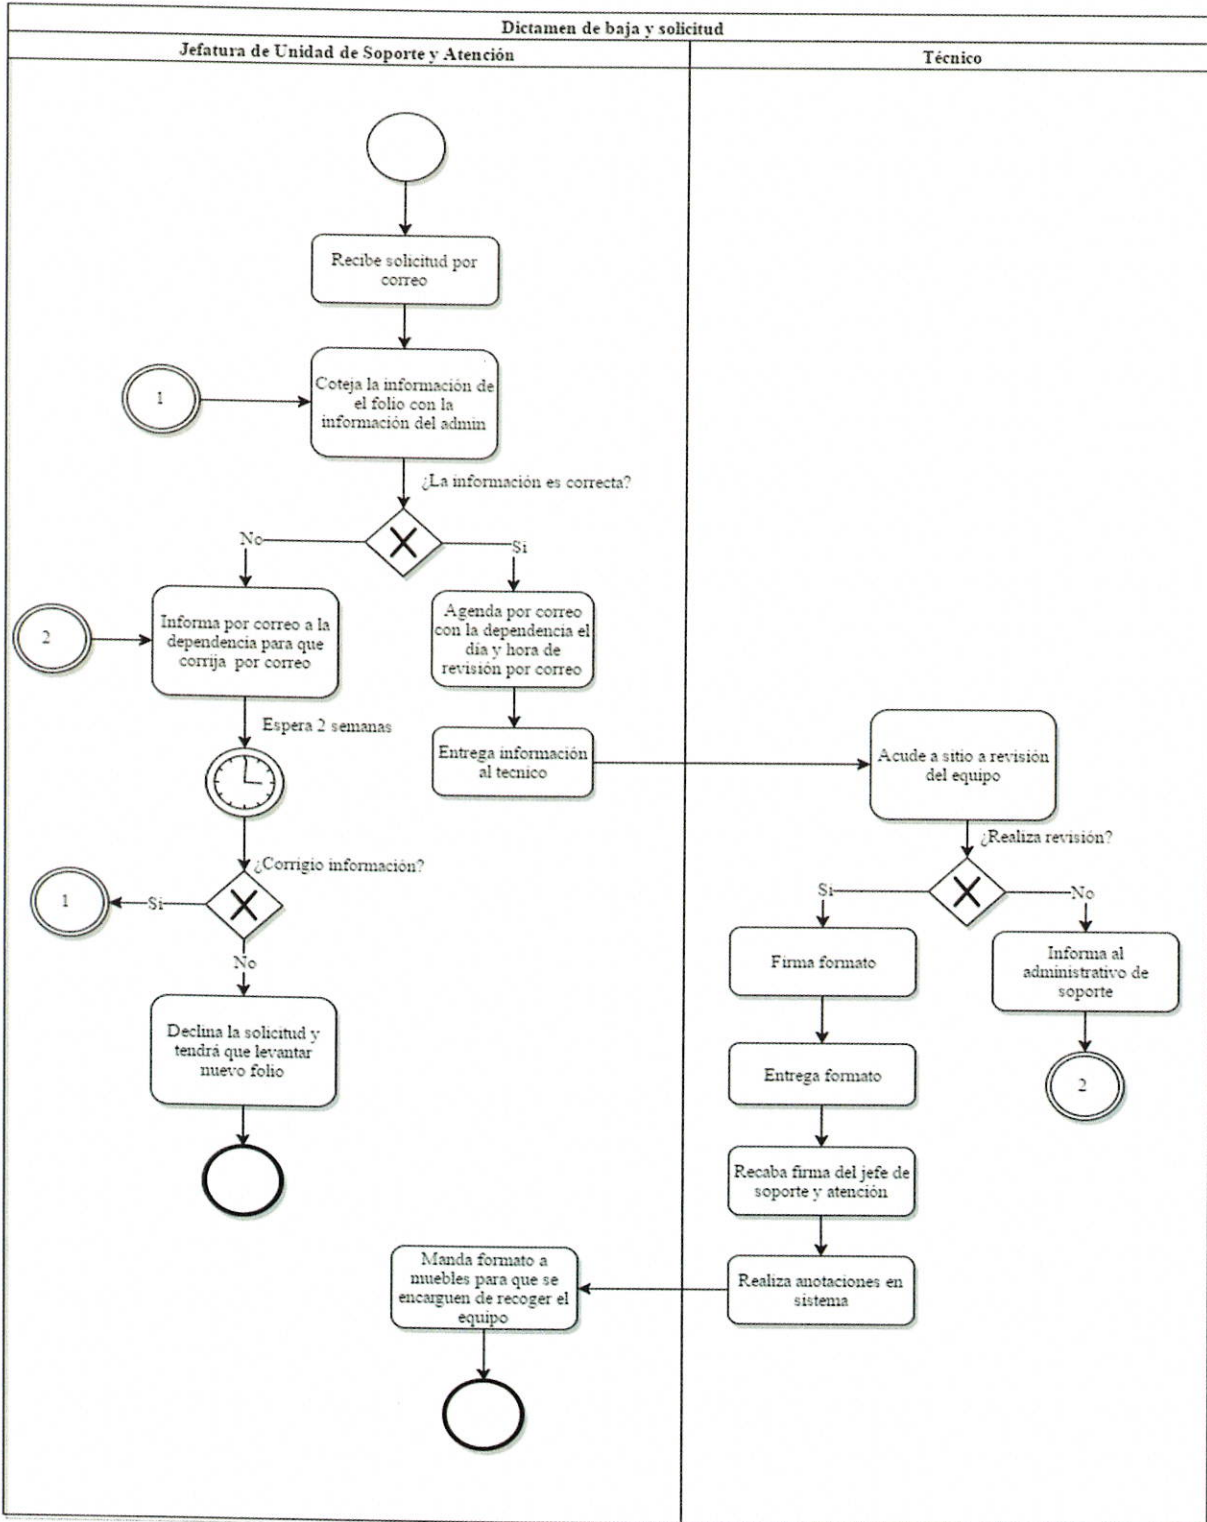 Dictamen de baja y solicitud
Jefatura de Unidad de Soporte y Atención
Técnico
Recibe solicitud por
correo
1
Coteja la información de
el folio con la
información del admin
¿La información es correcta?
No
Si
2
Informa por correo a la
dependencia para que
corrija por correo
Agenda por correo
con la dependencia el
día y hora de
revisión por correo
Espera 2 semanas
Entrega información
al tecnico
Acude a sitio a revisión
del equipo
¿Realiza revisión?
¿Corrigio información?
1
Si
No
Si
No
Firma formato
Informa al
administrativo de
soporte
Declina la solicitud y
tendrá que levantar
nuevo folio
Entrega formato
2
Recaba firma del jefe de
soporte y atención
Manda formato a
muebles para que se
encarguen de recoger el
equipo
Realiza anotaciones en
sistema